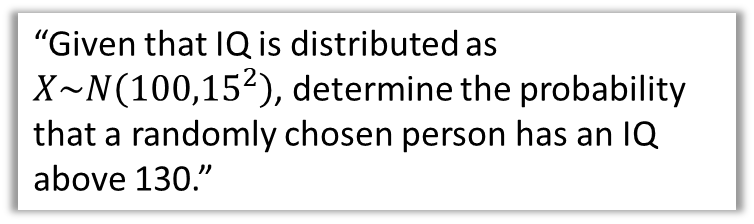 “Given that IQ is distributed as
X~N(100,15²), determine the probability
that a randomly chosen person has an IQ
above 130.”